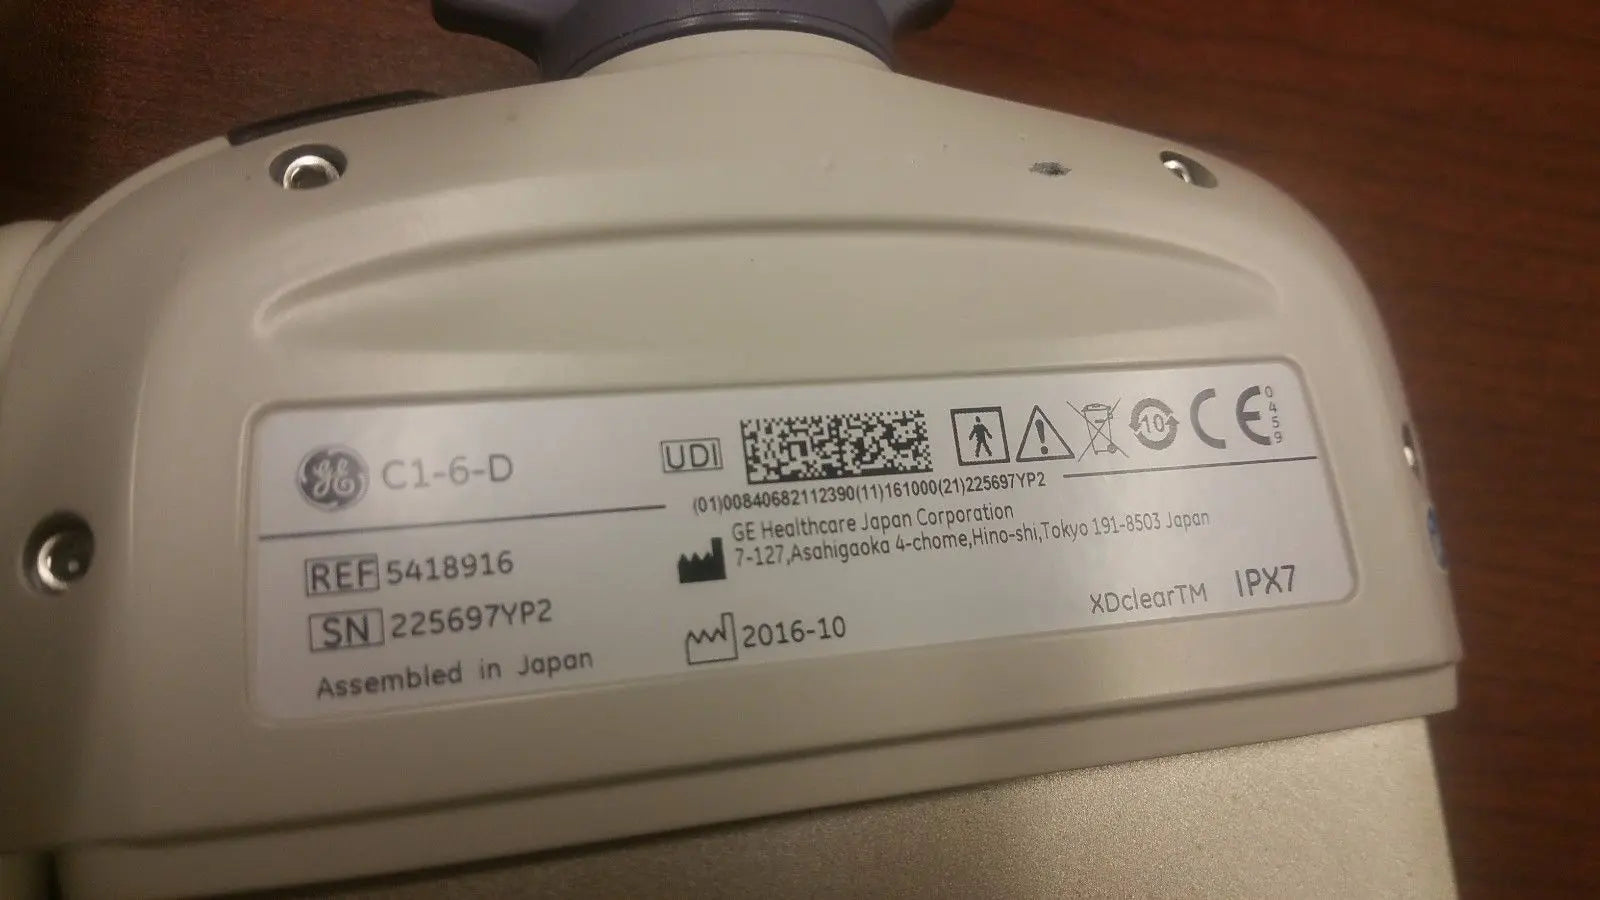 GE C1-6-D
UDI
(01)00840682112390(11)161000(21)225697YP2
10
CE 0459
REF 5418916
SN 225697YP2
Assembled in Japan
GE Healthcare Japan Corporation
7-127,Asahigaoka 4-chome,Hino-shi,Tokyo 191-8503 Japan
2016-10
XDclearTM IPX7